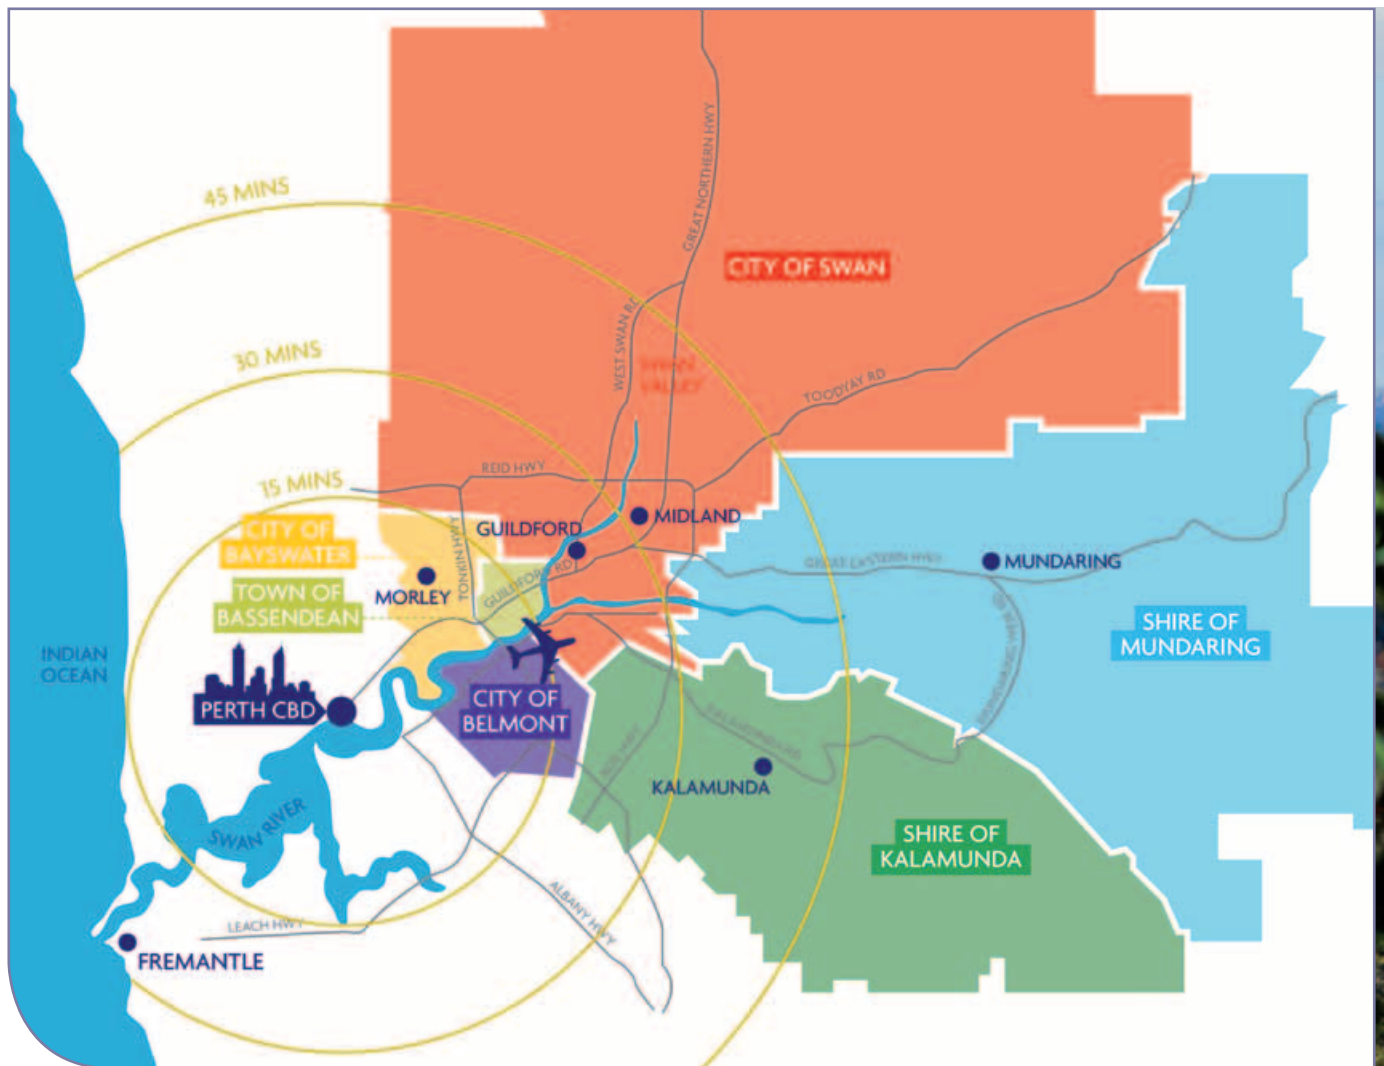 45 MINS
GREAT NORTHERN HWY
CITY OF SWAN
30 MINS
WEST SWAN RD
VALLEY
TOODYAY RD
15 MINS
REID HWY
CITY OF
BAYSWATER
TONKIN HWY
GUILDFORD
MIDLAND
GREAT EASTERN HWY
MUNDARING
TOWN OF
BASSENDEAN
MORLEY
GUILDFORD RD
SHIRE OF
MUNDARING
INDIAN
OCEAN
PERTH CBD
CITY OF
BELMONT
KALAMUNDA
SWAN RIVER
SHIRE OF
KALAMUNDA
ALBANY HWY
LEACH HWY
FREMANTLE